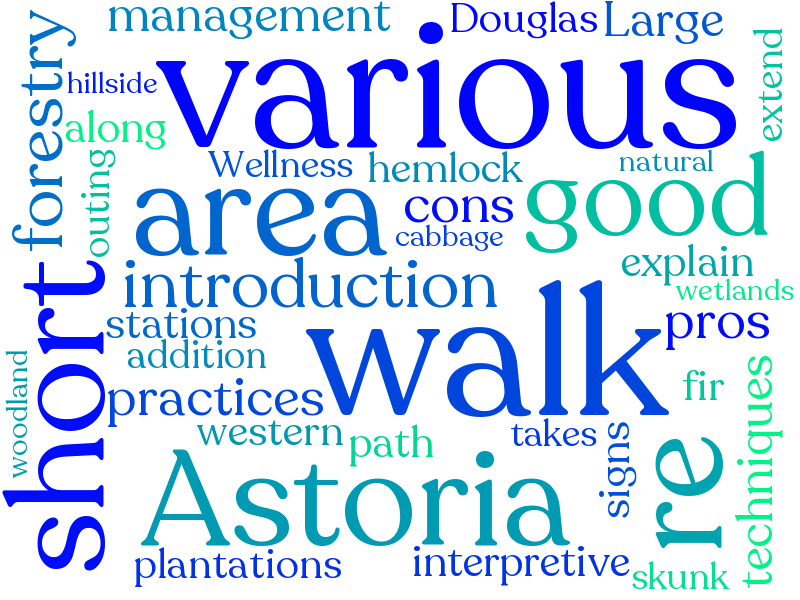 management
Douglas
Large
forestry
hillside
various
extend
along
outing
Wellness
hemlock
natural
area
cons
good
cabbage
introduction
explain
wetlands
short
stations
walk
pros
addition
woodland
practices
fir
techniques
western
path
takes
signs
re
Astoria
plantations
interpretive
skunk